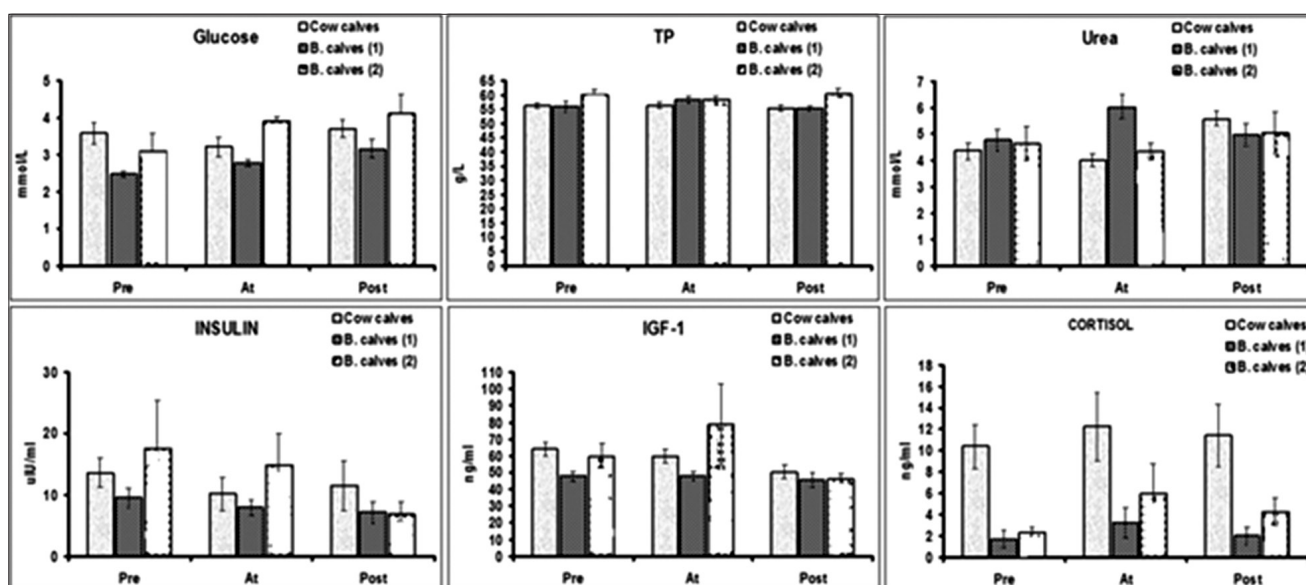 Glucose
Cow calves
B. calves (1)
B. calves (2)
mmol/L
5
4
3
2
1
0
Pre At Post
TP
Cow calves
B. calves (1)
B. calves (2)
g/L
65
60
55
50
45
40
35
30
25
20
15
10
5
0
Pre At Post
Urea
Cow calves
B. calves (1)
B. calves (2)
mmol/L
7
6
5
4
3
2
1
0
Pre At Post
INSULIN
Cow calves
B. calves (1)
B. calves (2)
uIU/ml
30
20
10
0
Pre At Post
IGF-1
Cow calves
B. calves (1)
B. calves (2)
ng/ml
110
100
90
80
70
60
50
40
30
20
10
0
Pre At Post
CORTISOL
Cow calves
B. calves (1
B. calves (2
ng/ml
18
16
14
12
10
8
6
4
2
0
Pre At Post